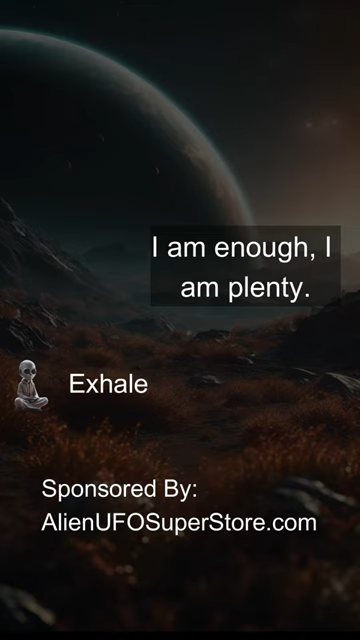 I am enough, I
am plenty.
Exhale
Sponsored By:
AlienUFOSuperStore.com